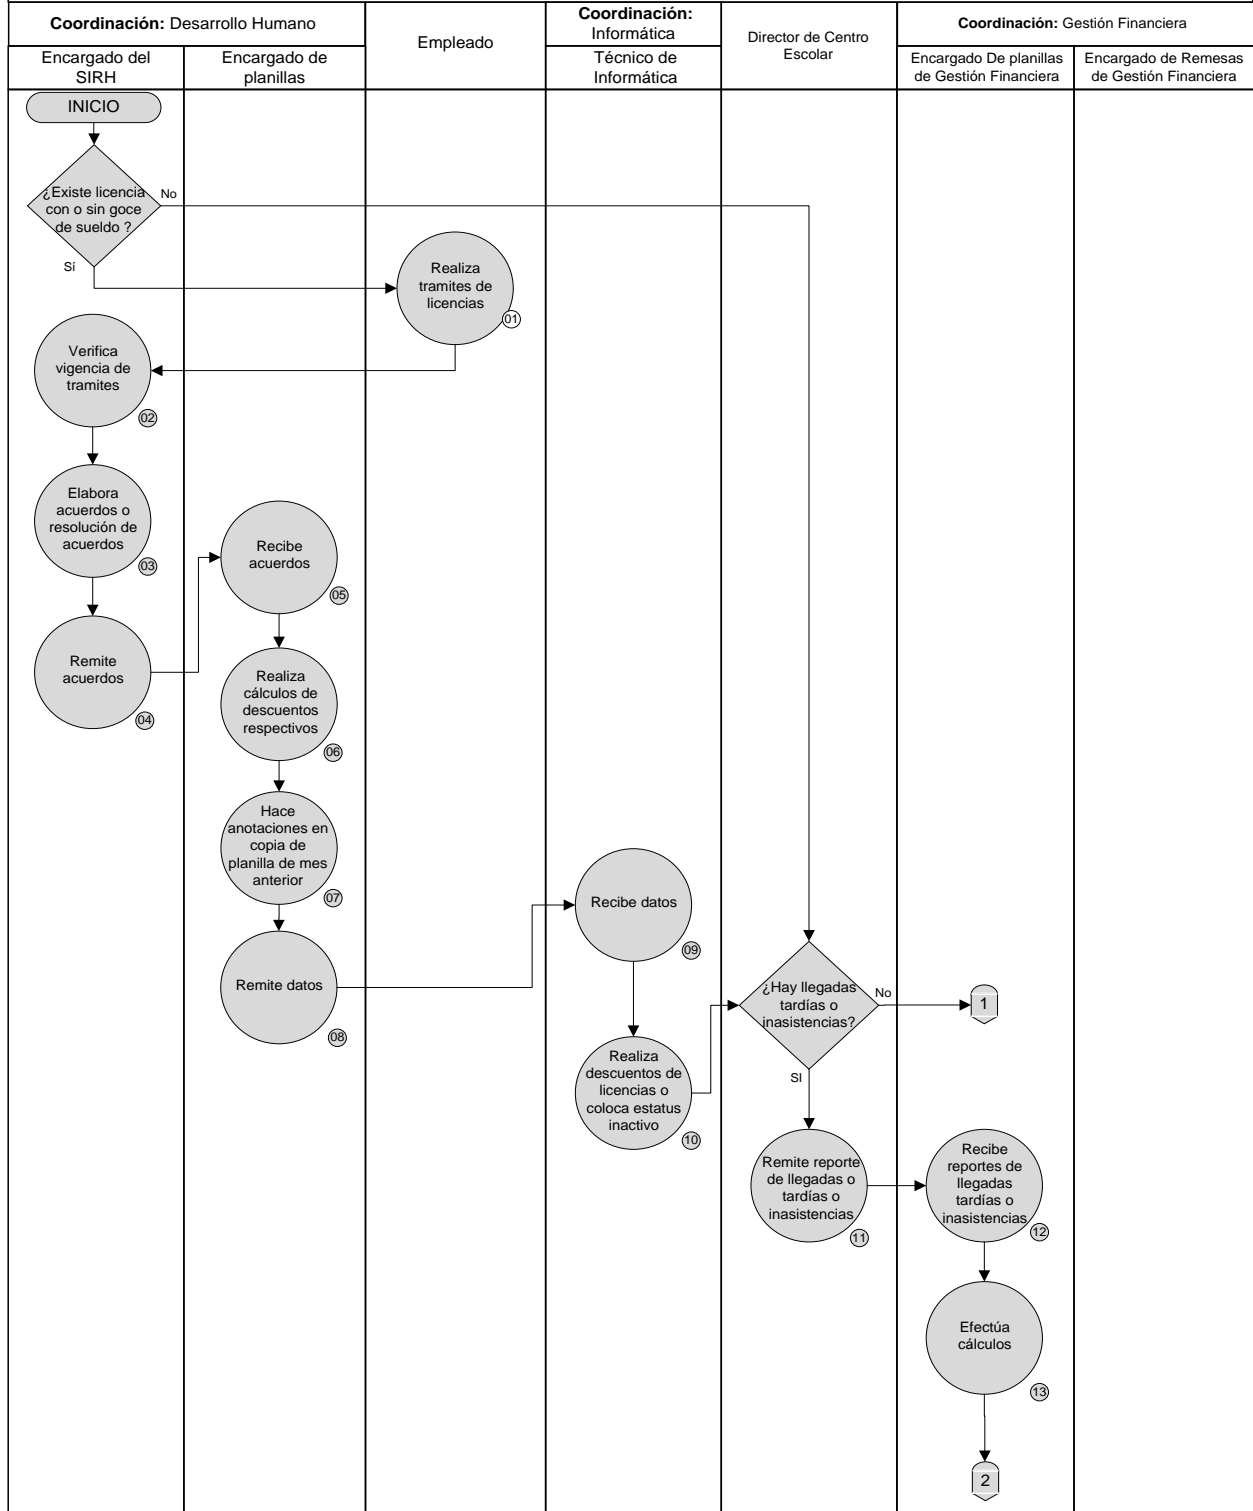 Coordinación: Desarrollo Humano
Empleado
Coordinación:
Informática
Director de Centro
Escolar
Coordinación: Gestión Financiera
Encargado del
SIRH
Encargado de
planillas
Técnico de
Informática
Encargado De planillas
de Gestión Financiera
Encargado de Remesas
de Gestión Financiera
INICIO
¿Existe licencia
con o sin goce
de sueldo ?
No
Sí
Realiza
tramites de
licencias
01
Verifica
vigencia de
tramites
02
Elabora
acuerdos o
resolución de
acuerdos
03
Remite
acuerdos
04
Recibe
acuerdos
05
Realiza
cálculos de
descuentos
respectivos
06
Hace
anotaciones en
copia de
planilla de mes
anterior
07
Remite datos
08
Recibe datos
09
Realiza
descuentos de
licencias o
coloca estatus
inactivo
10
¿Hay llegadas
tardías o
inasistencias?
No
1
SI
Remite reporte
de llegadas o
tardías o
inasistencias
11
Recibe
reportes de
llegadas
tardías o
inasistencias
12
Efectúa
cálculos
13
2